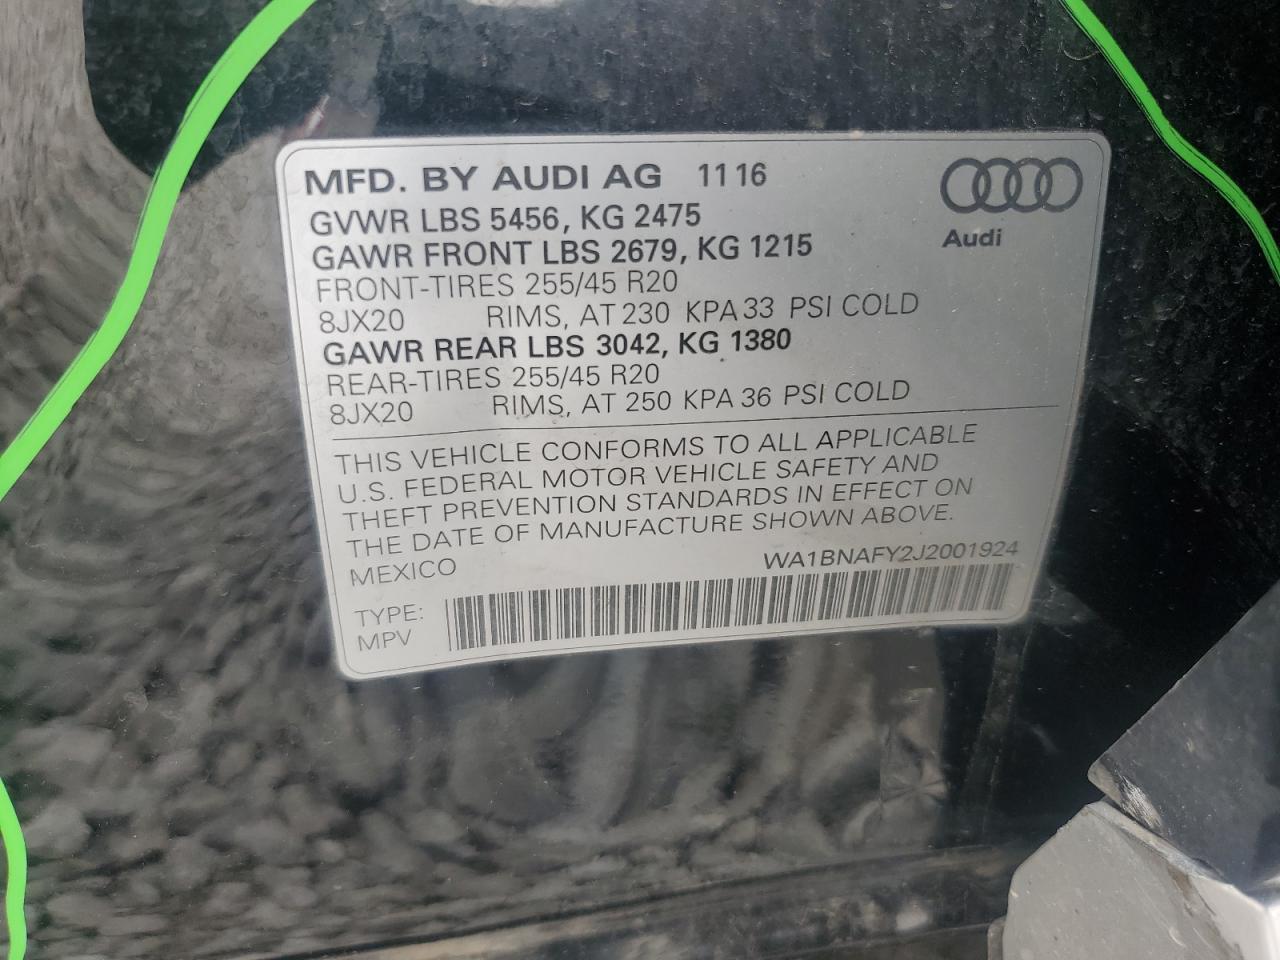 MFD. BY AUDI AG 11 16
Audi
GVWR LBS 5456, KG 2475
GAWR FRONT LBS 2679, KG 1215
FRONT-TIRES 255/45 R20
8JX20 RIMS, AT 230 KPA 33 PSI COLD
GAWR REAR LBS 3042, KG 1380
REAR-TIRES 255/45 R20
8JX20 RIMS, AT 250 KPA 36 PSI COLD
THIS VEHICLE CONFORMS TO ALL APPLICABLE
U.S. FEDERAL MOTOR VEHICLE SAFETY AND
THEFT PREVENTION STANDARDS IN EFFECT ON
THE DATE OF MANUFACTURE SHOWN ABOVE.
MEXICO WA1BNAFY2J2001924
TYPE:
MPV